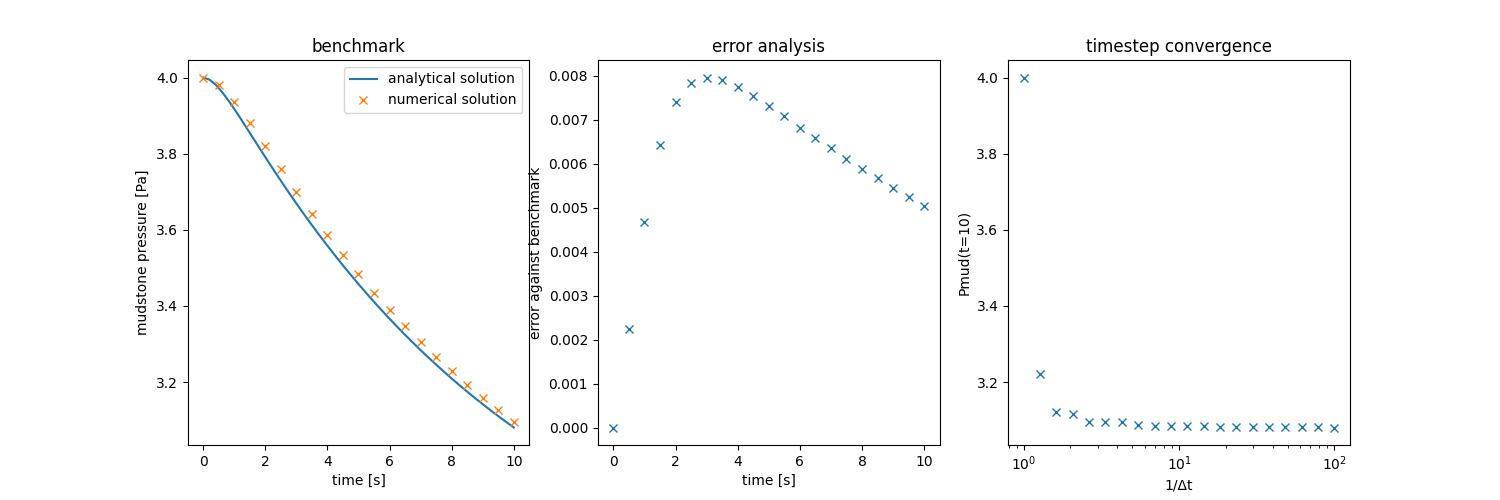 benchmark
mudstone pressure [Pa]
4.0
3.8
3.6
3.4
3.2
0 2 4 6 8 10
time [s]
analytical solution
numerical solution
error analysis
error against benchmark
0.008
0.007
0.006
0.005
0.004
0.003
0.002
0.001
0.000
0 2 4 6 8 10
time [s]
timestep convergence
Pmud(t=10)
4.0
3.8
3.6
3.4
3.2
10⁰ 10¹ 10²
1/Δt